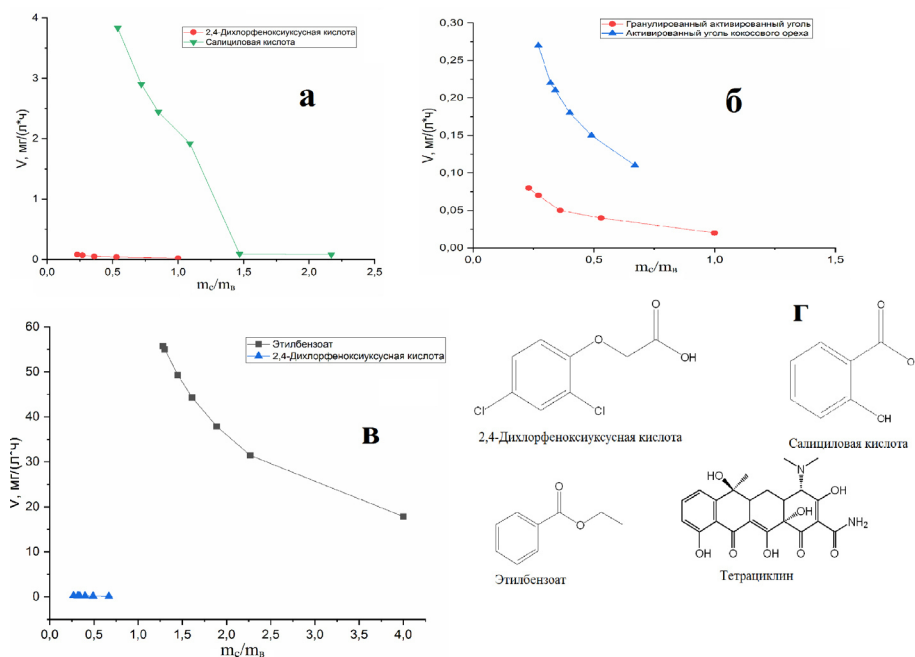 2,4-Дихлорфеноксиуксусная кислота
Салициловая кислота
а
V, мг/(л*ч)
4
3
2
1
0
0,0 0,5 1,0 1,5 2,0 2,5
mс/mв
Гранулированный активированный уголь
Активированный уголь кокосового ореха
б
V, мг/(л*ч)
0,30
0,25
0,20
0,15
0,10
0,05
0,00
0,0 0,5 1,0 1,5
mс/mв
Этилбензоат
2,4-Дихлорфеноксиуксусная кислота
в
V, мг/(л*ч)
60
50
40
30
20
10
0
0,0 0,5 1,0 1,5 2,0 2,5 3,0 3,5 4,0
mс/mв
г
O
O
OH
Cl
Cl
2,4-Дихлорфеноксиуксусная кислота
O
O
CH
Салициловая кислота
O
O
Этилбензоат
HO
N
OH
OH
NH2
OH
O
OH
O
O
Тетрациклин